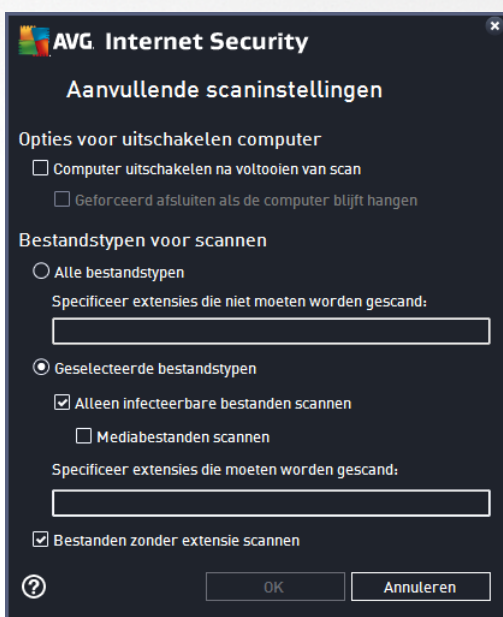 AVG. Internet Security
Aanvullende scaninstellingen
Opties voor uitschakelen computer
Computer uitschakelen na voltooien van scan
Geforceerd afsluiten als de computer blijft hangen
Bestandstypen voor scannen
Alle bestandstypen
Specificeer extensies die niet moeten worden gescand:
Geselecteerde bestandstypen
Alleen infecteerbare bestanden scannen
Mediabestanden scannen
Specificeer extensies die moeten worden gescand:
Bestanden zonder extensie scannen
? OK Annuleren